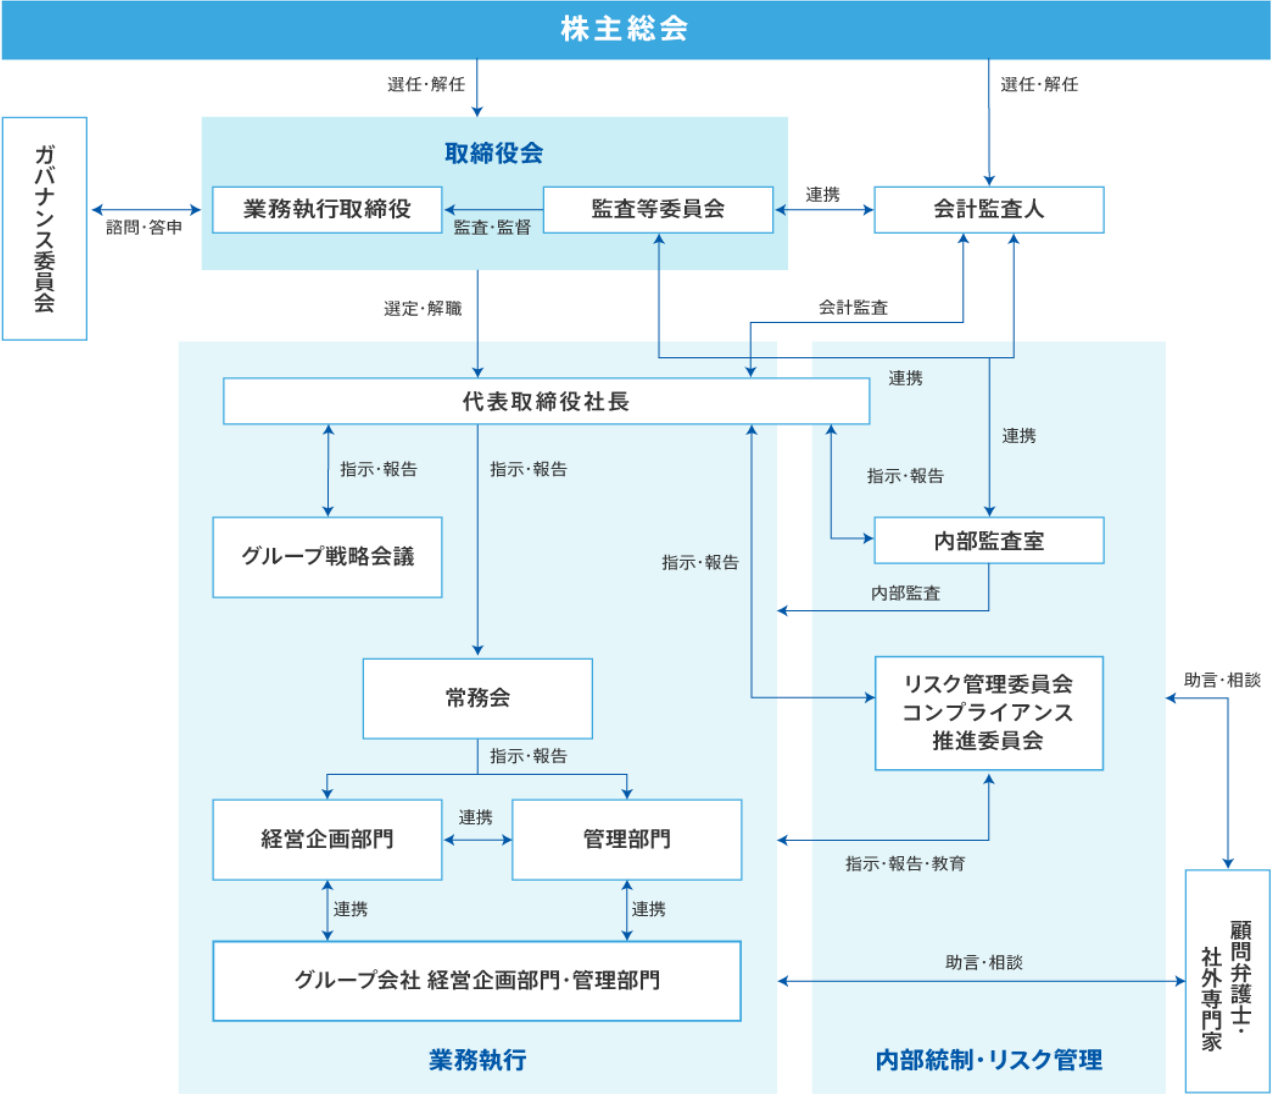 株主総会
選任・解任
選任・解任
ガバナンス委員会
諮問・答申
取締役会
業務執行取締役
監査・監督
監査等委員会
連携
会計監査人
選定・解職
会計監査
連携
代表取締役社長
連携
指示・報告
指示・報告
指示・報告
グループ戦略会議
内部監査室
指示・報告
内部監査
常務会
リスク管理委員会
コンプライアンス
推進委員会
助言・相談
指示・報告
経営企画部門
連携
管理部門
指示・報告・教育
連携
連携
グループ会社 経営企画部門・管理部門
助言・相談
顧問弁護士・
社外専門家
業務執行
内部統制・リスク管理